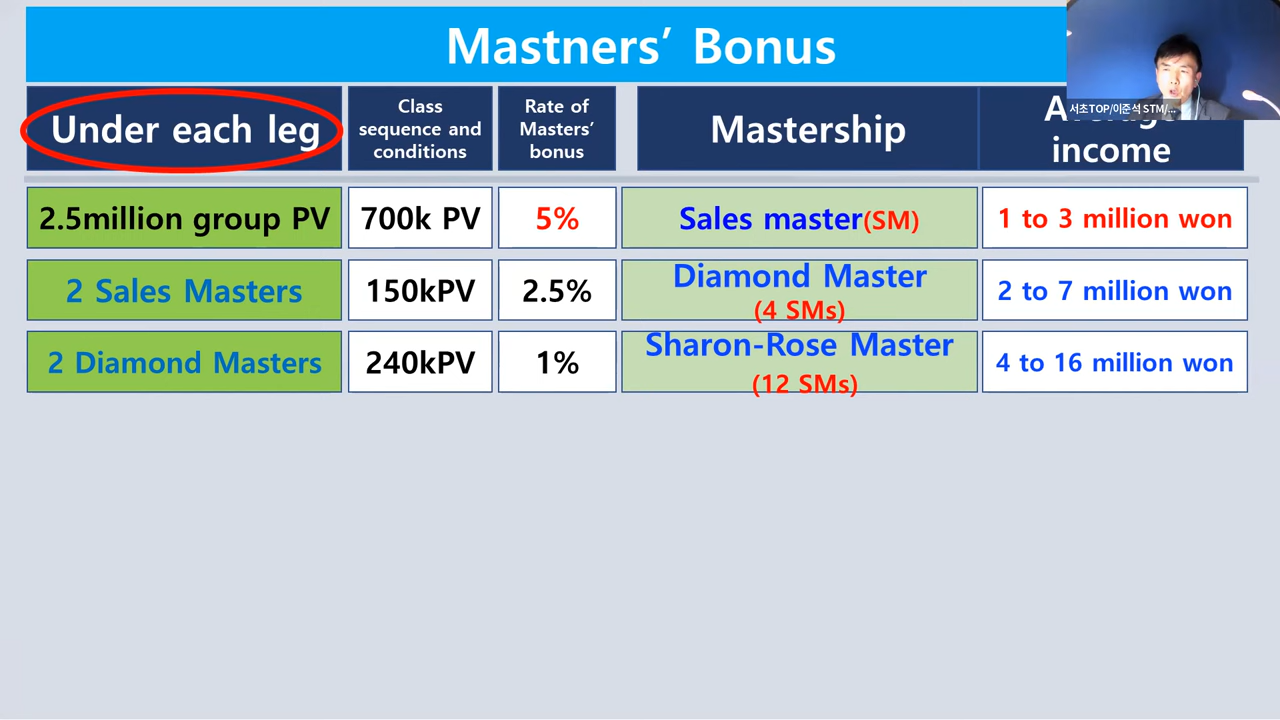 Mastners’ Bonus
서초TOP/이준석 STM/...
Under each leg
Class
sequence and
conditions
Rate of
Masters’
bonus
Mastership
Average
income
2.5million group PV
700k PV
5%
Sales master(SM)
1 to 3 million won
2 Sales Masters
150kPV
2.5%
Diamond Master
(4 SMs)
2 to 7 million won
2 Diamond Masters
240kPV
1%
Sharon-Rose Master
(12 SMs)
4 to 16 million won